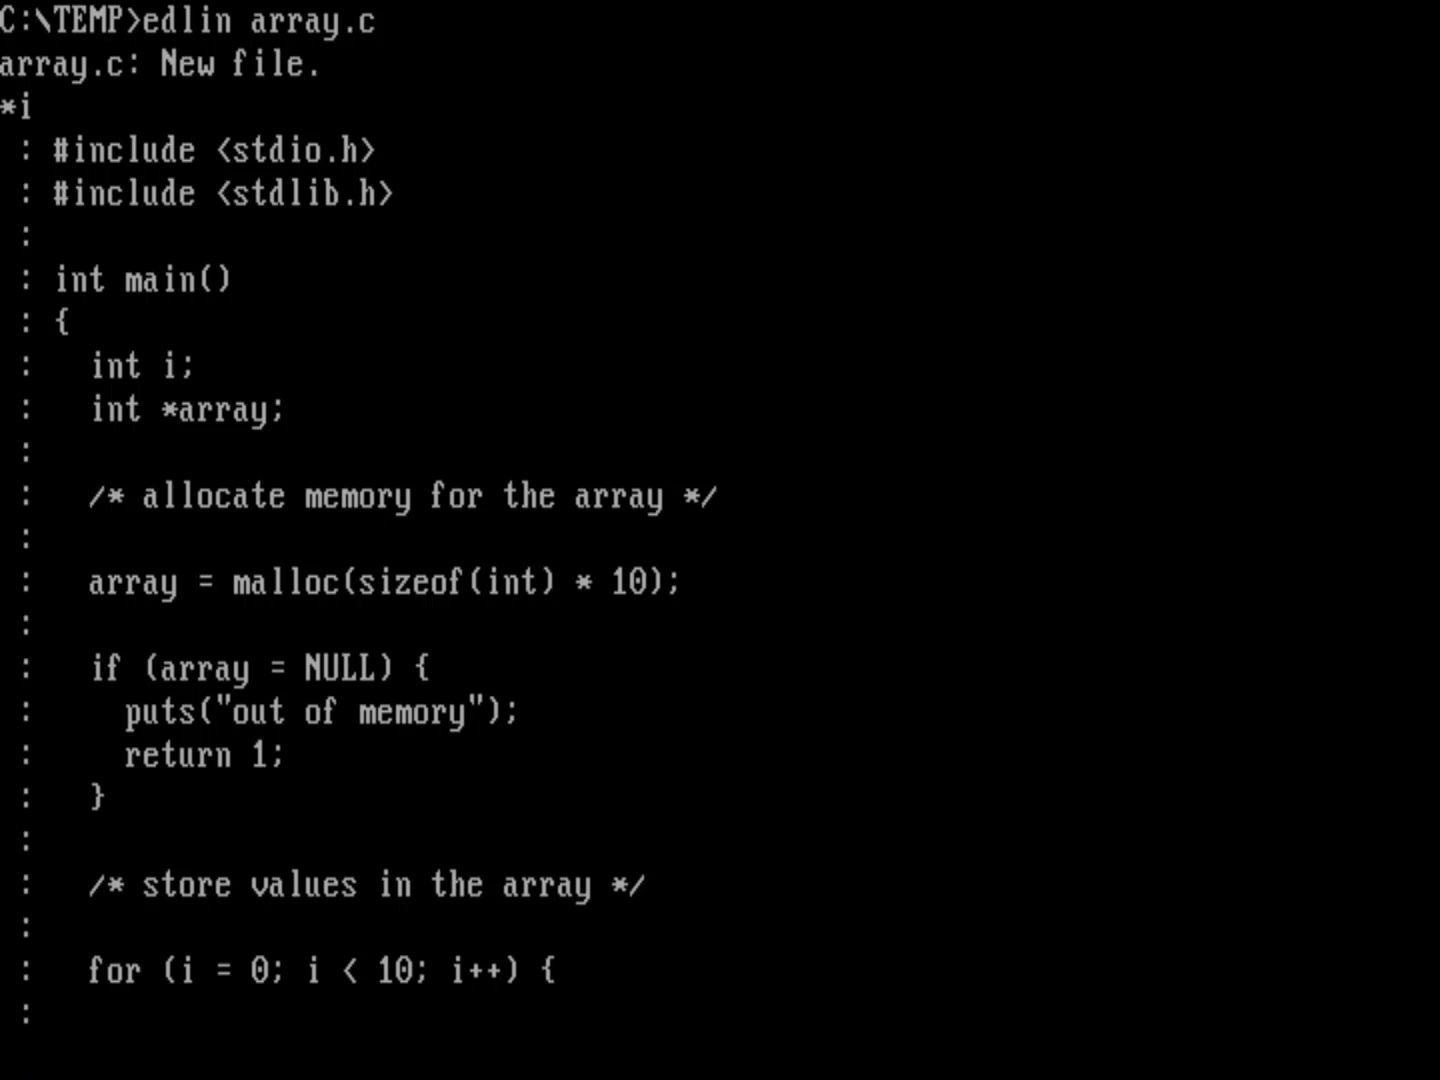 C:\TEMP>edlin array.c
array.c: New file.
*i
 : #include <stdio.h>
 : #include <stdlib.h>
 :
 : int main()
 : {
 :   int i;
 :   int *array;
 :
 :   /* allocate memory for the array */
 :
 :   array = malloc(sizeof(int) * 10);
 :
 :   if (array = NULL) {
 :     puts("out of memory");
 :     return 1;
 :   }
 :
 :   /* store values in the array */
 :
 :   for (i = 0; i < 10; i++) {
 :